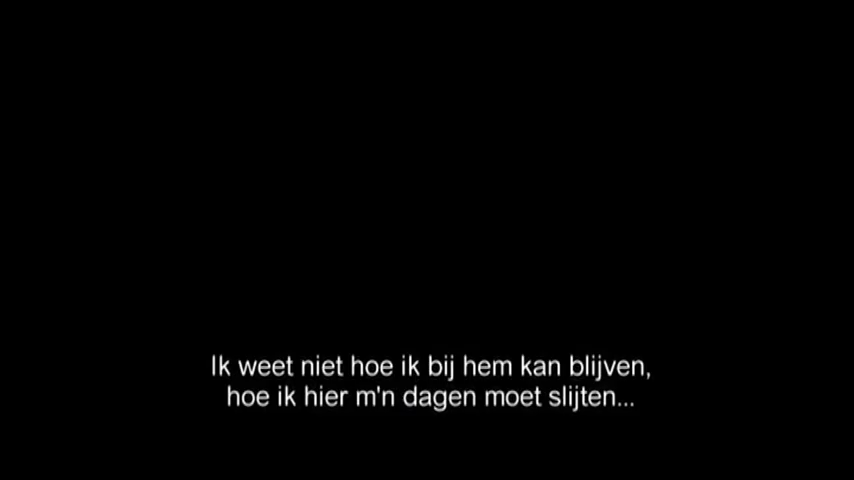 Ik weet niet hoe ik bij hem kan blijven,
hoe ik hier m'n dagen moet slijten...